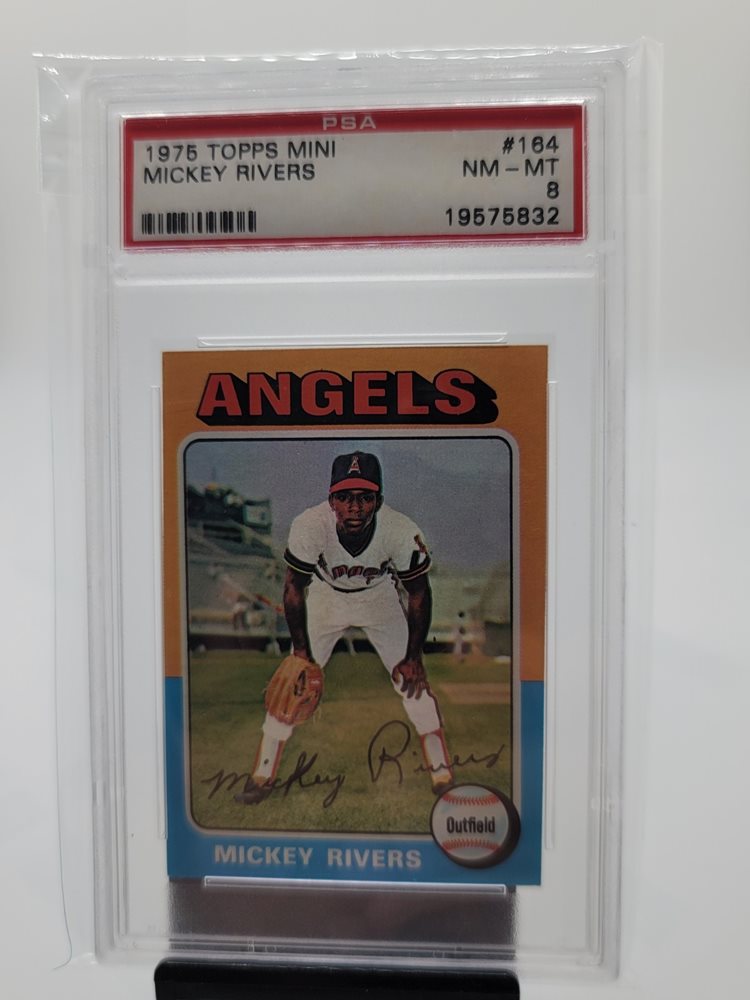 PSA
1975 TOPPS MINI #164
MICKEY RIVERS NM - MT
8
19575832
ANGELS
A
Mickey Rivers
Outfield
MICKEY RIVERS